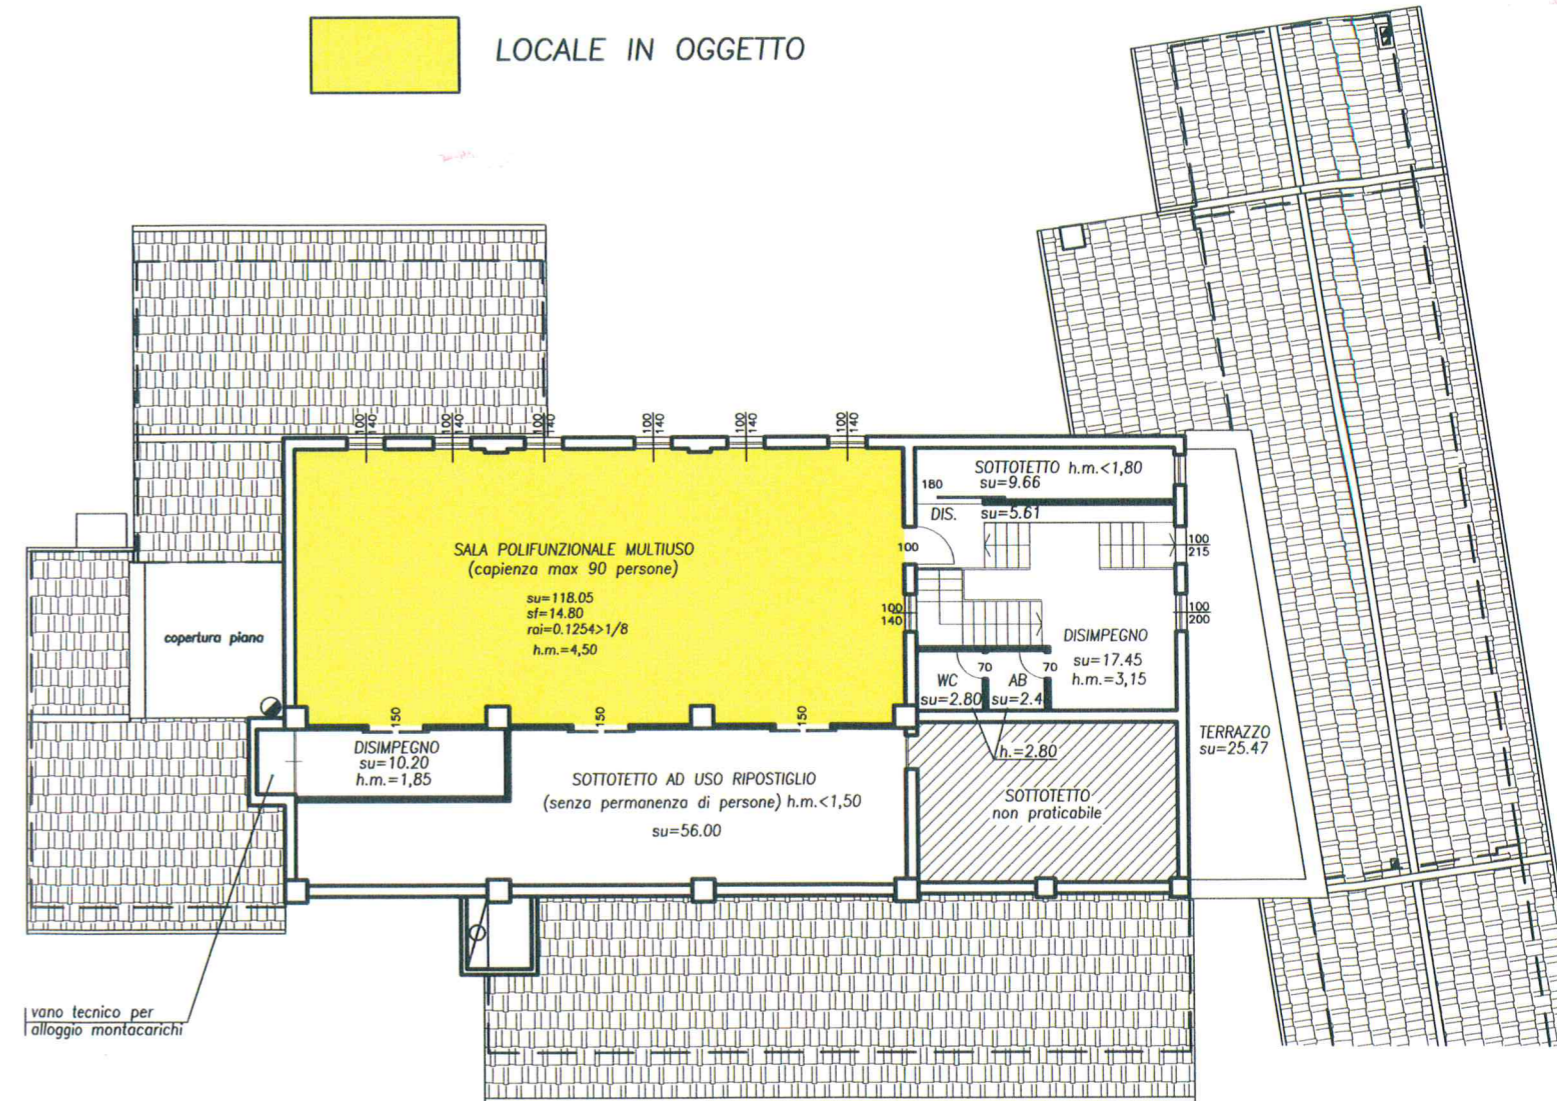 LOCALE IN OGGETTO
100
140
100
140
100
140
100
140
100
140
100
140
SOTTOTETTO h.m.<1,80
su=9.66
180
DIS.
su=5.61
100
100
215
SALA POLIFUNZIONALE MULTIUSO
(capienza max 90 persone)
su=118.05
sf=14.80
rai=0.1254>1/8
h.m.=4,50
100
140
100
200
copertura piana
DISIMPEGNO
su=17.45
h.m.=3,15
70
70
WC
su=2.80
AB
150
150
150
DISIMPEGNO
su=10.20
h.m.=1,85
TERRAZZO
su=25.47
h.=2.80
SOTTOTETTO AD USO RIPOSTIGLIO
(senza permanenza di persone) h.m.<1,50
su=56.00
SOTTOTETTO
non praticabile
vano tecnico per
alloggio montacarichi